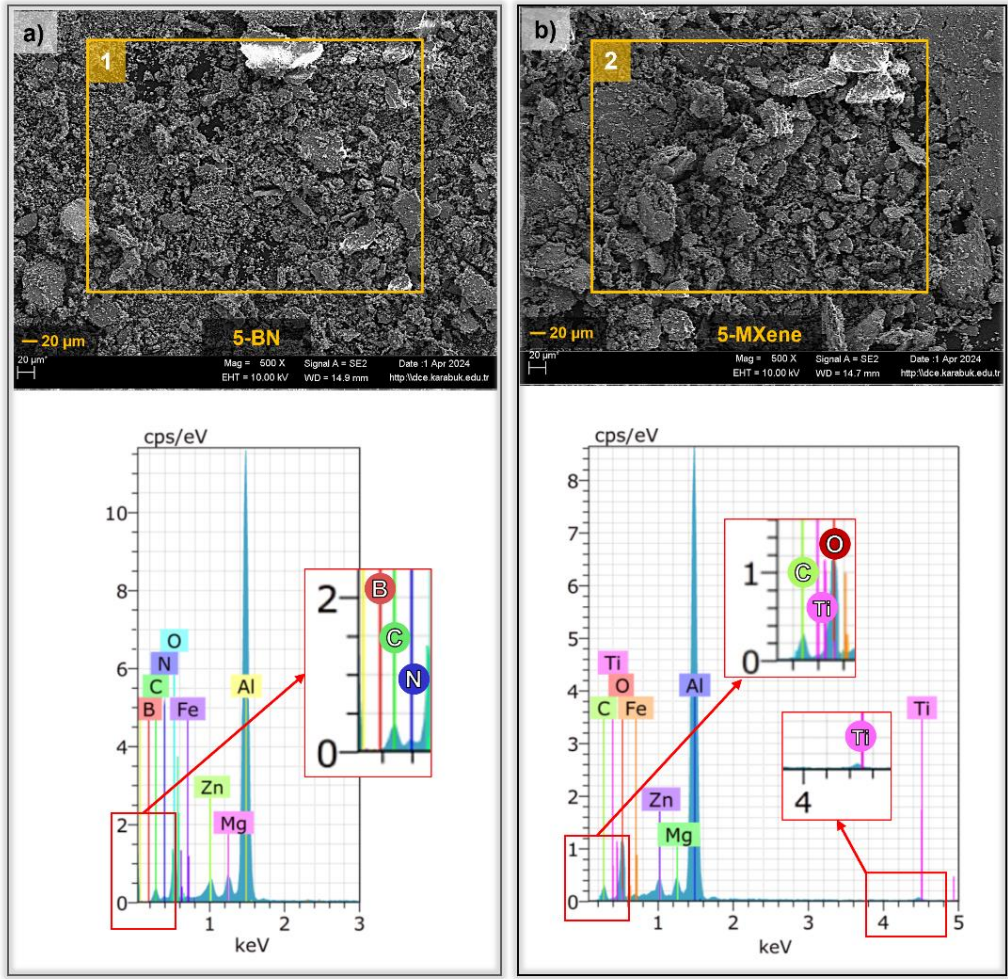 a)
1
20 µm
5-BN
20 µm
Mag = 500 X
Signal A = SE2
Date :1 Apr 2024
EHT = 10.00 kV
WD = 14.9 mm
http:\\dce.karabuk.edu.tr
cps/eV
10
8
6
4
2
0
O
N
C
B
Fe
Al
Zn
Mg
2
B
C
N
0
1
2
3
keV
b)
2
20 µm
5-MXene
20 µm
Mag = 500 X
Signal A = SE2
Date :1 Apr 2024
EHT = 10.00 kV
WD = 14.7 mm
http:\\dce.karabuk.edu.tr
cps/eV
8
7
6
5
4
3
2
1
0
Ti
O
C
Fe
Al
Zn
Mg
Ti
1
O
C
Ti
0
Ti
4
1
2
3
4
5
keV